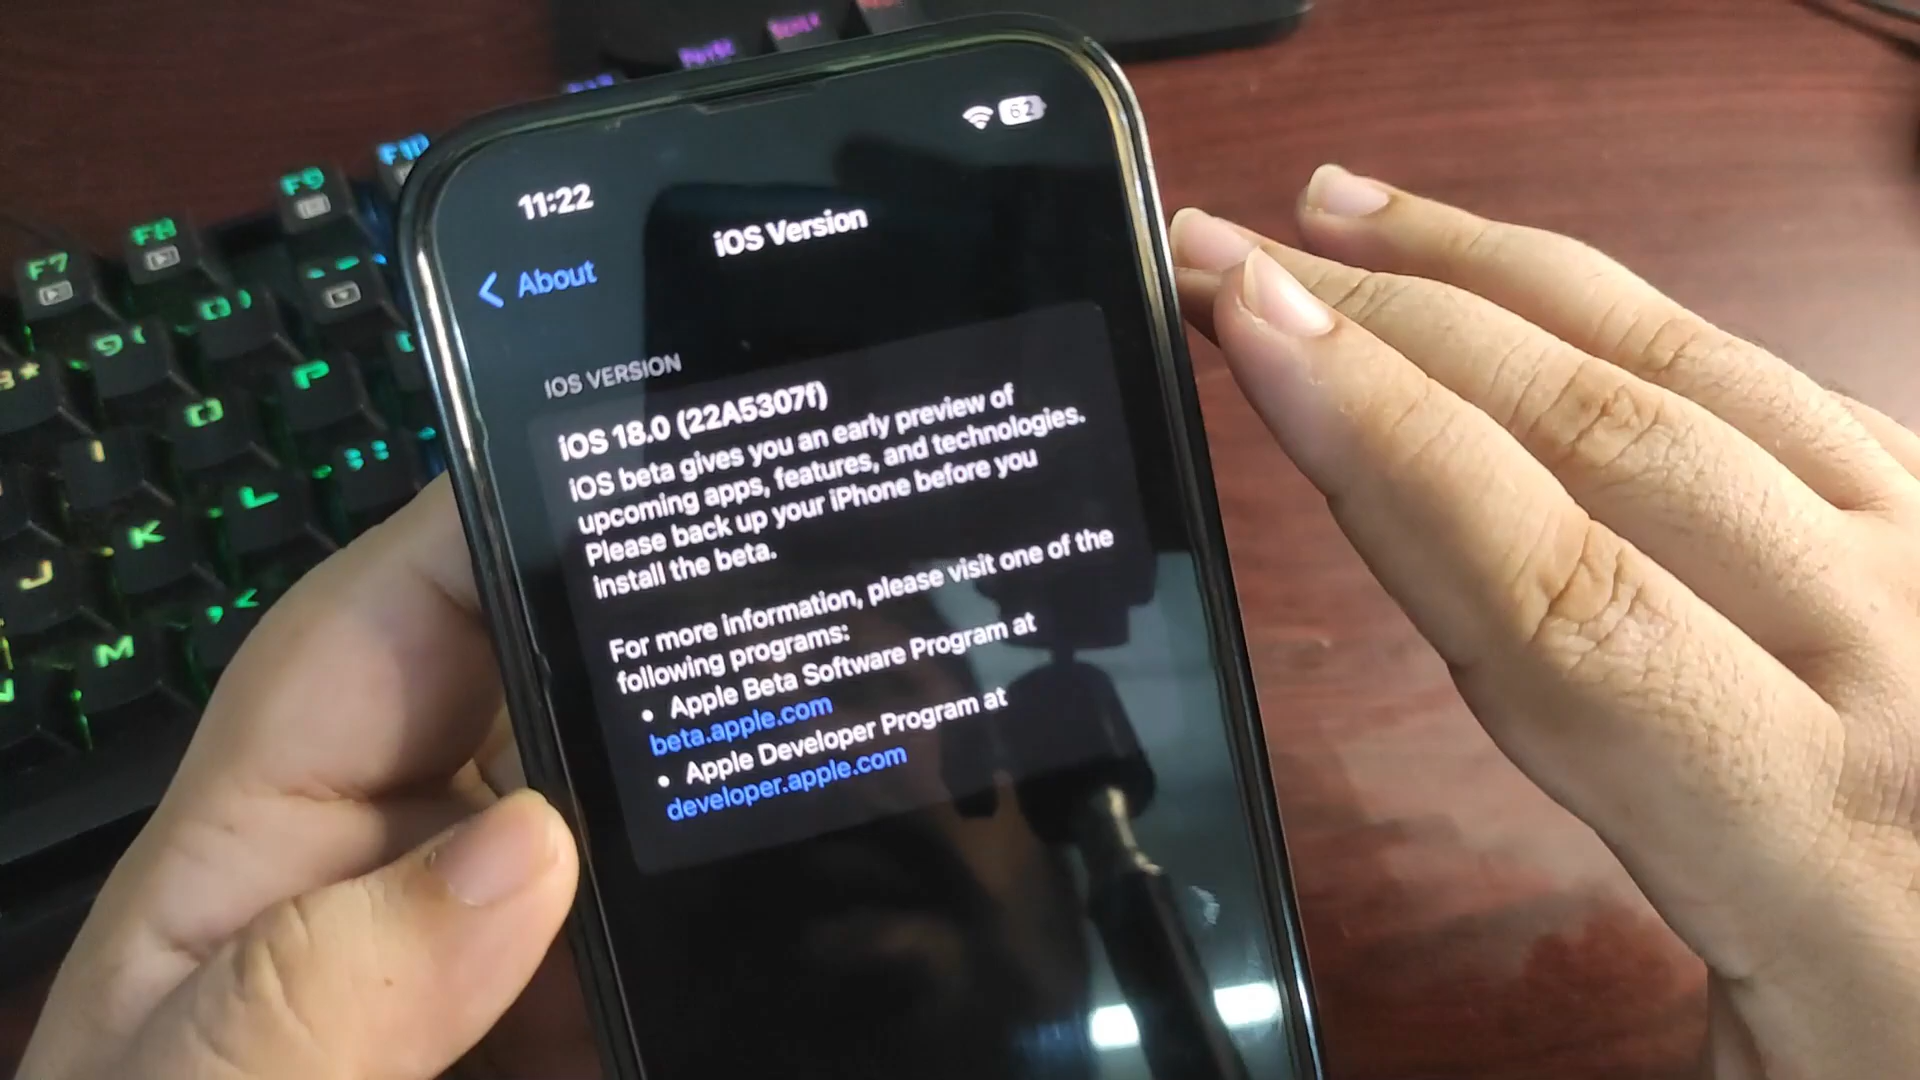 F10
F9
F8
F7
62
11:22
iOS Version
About
IOS VERSION
iOS 18.0 (22A5307f)
iOS beta gives you an early preview of
upcoming apps, features, and technologies.
Please back up your iPhone before you
install the beta.
For more information, please visit one of the
following programs:
• Apple Beta Software Program at
beta.apple.com
• Apple Developer Program at
developer.apple.com
P
L
K
J
M